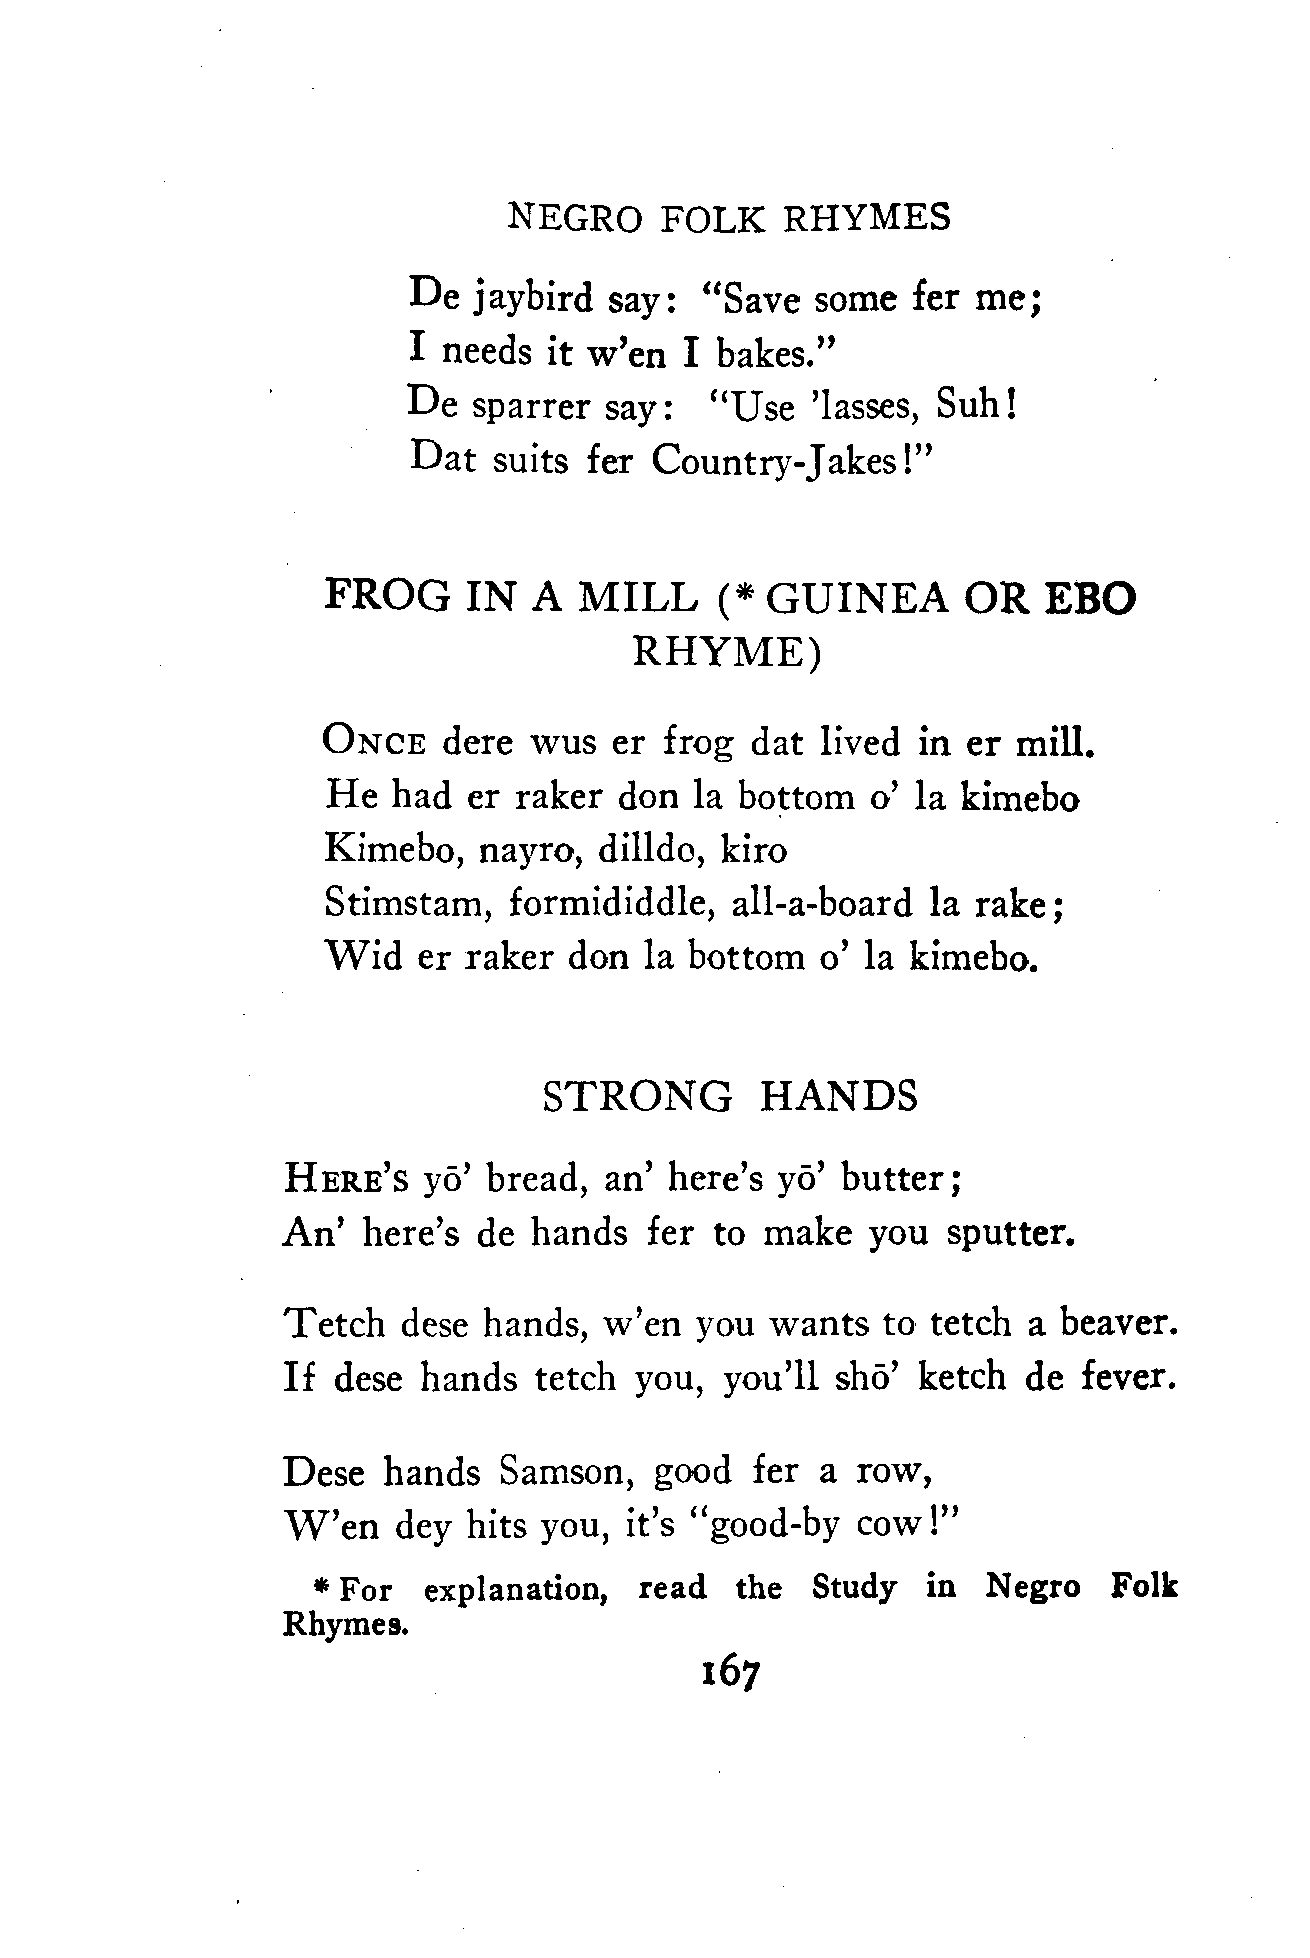 NEGRO FOLK RHYMES
De jaybird say: "Save some fer me;
I needs it w'en I bakes."
De sparrer say: "Use 'lasses, Suh!
Dat suits fer Country-Jakes!"
FROG IN A MILL (* GUINEA OR EBO
RHYME)
ONCE dere wus er frog dat lived in er mill.
He had er raker don la bottom o' la kimebo
Kimebo, nayro, dilldo, kiro
Stimstam, formididdle, all-a-board la rake;
Wid er raker don la bottom o' la kimebo.
STRONG HANDS
HERE'S yō' bread, an' here's yō' butter;
An' here's de hands fer to make you sputter.
Tetch dese hands, w'en you wants to tetch a beaver.
If dese hands tetch you, you'll shō' ketch de fever.
Dese hands Samson, good fer a row,
W'en dey hits you, it's "good-by cow!"
* For explanation, read the Study in Negro Folk
Rhymes.
167